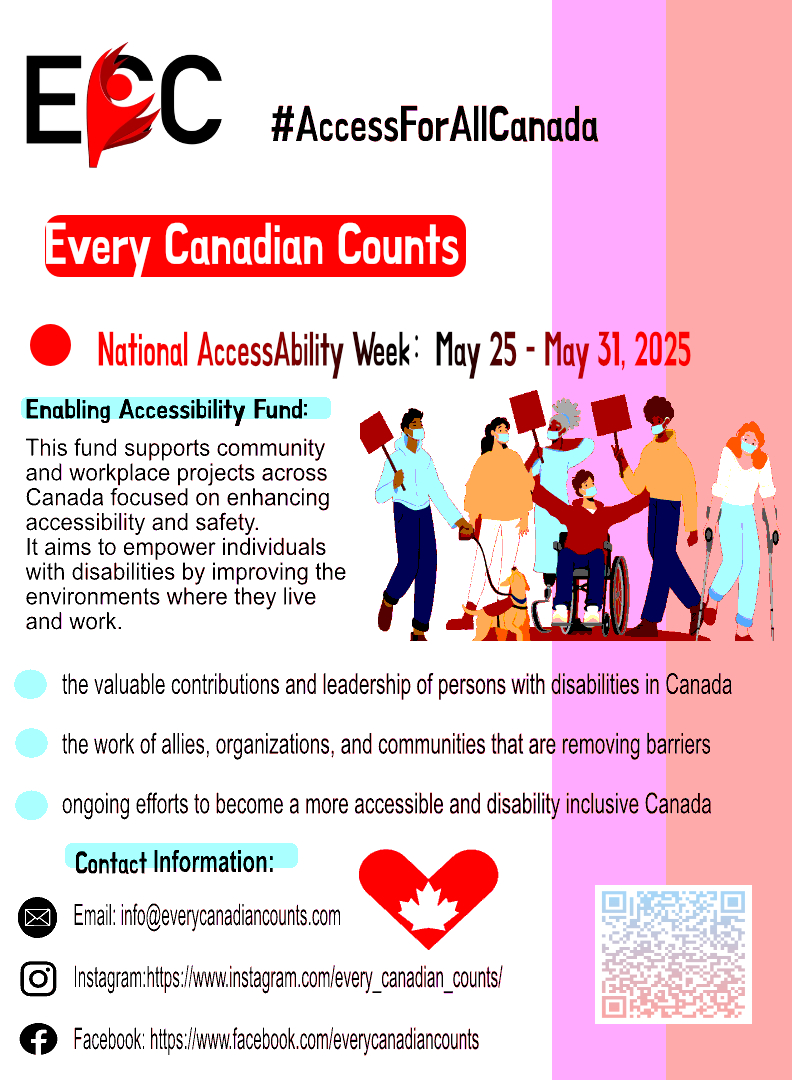 ECC
#AccessForAllCanada
Every Canadian Counts
National AccessAbility Week: May 25 - May 31, 2025
Enabling Accessibility Fund:
This fund supports community
and workplace projects across
Canada focused on enhancing
accessibility and safety.
It aims to empower individuals
with disabilities by improving the
environments where they live
and work.
the valuable contributions and leadership of persons with disabilities in Canada
the work of allies, organizations, and communities that are removing barriers
ongoing efforts to become a more accessible and disability inclusive Canada
Contact Information:
Email: info@everycanadiancounts.com
Instagram:https://www.instagram.com/every_canadian_counts/
Facebook: https://www.facebook.com/everycanadiancounts